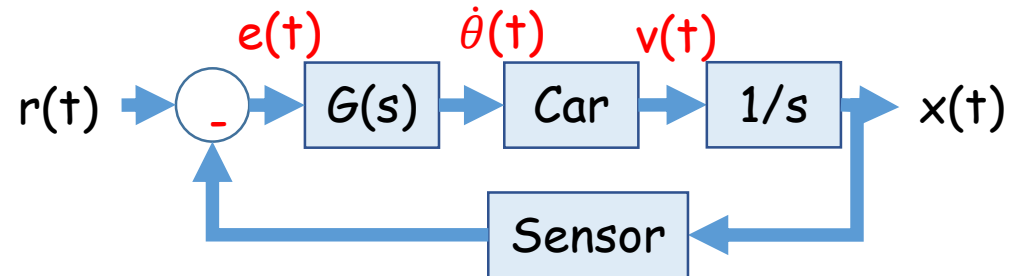 e(t) θ̇(t) v(t)
r(t) - G(s) Car 1/s x(t)
Sensor